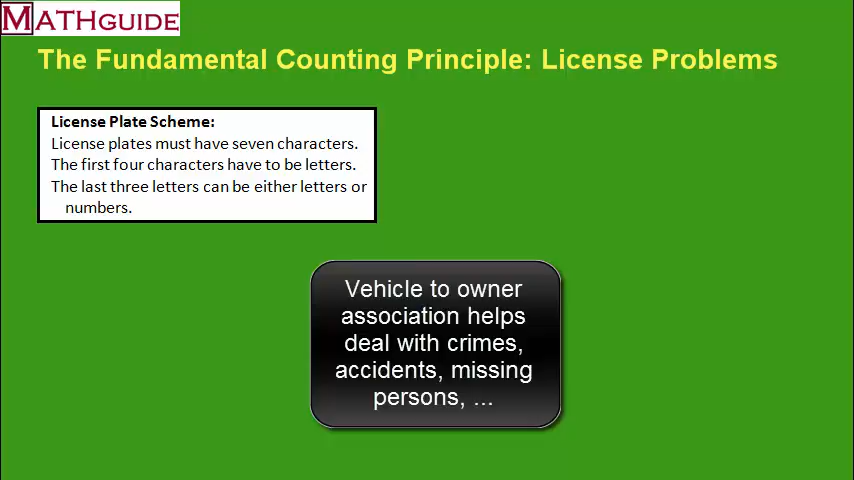 MATHGUIDE
The Fundamental Counting Principle: License Problems
License Plate Scheme:
License plates must have seven characters.
The first four characters have to be letters.
The last three letters can be either letters or
numbers.
Vehicle to owner
association helps
deal with crimes,
accidents, missing
persons, ...